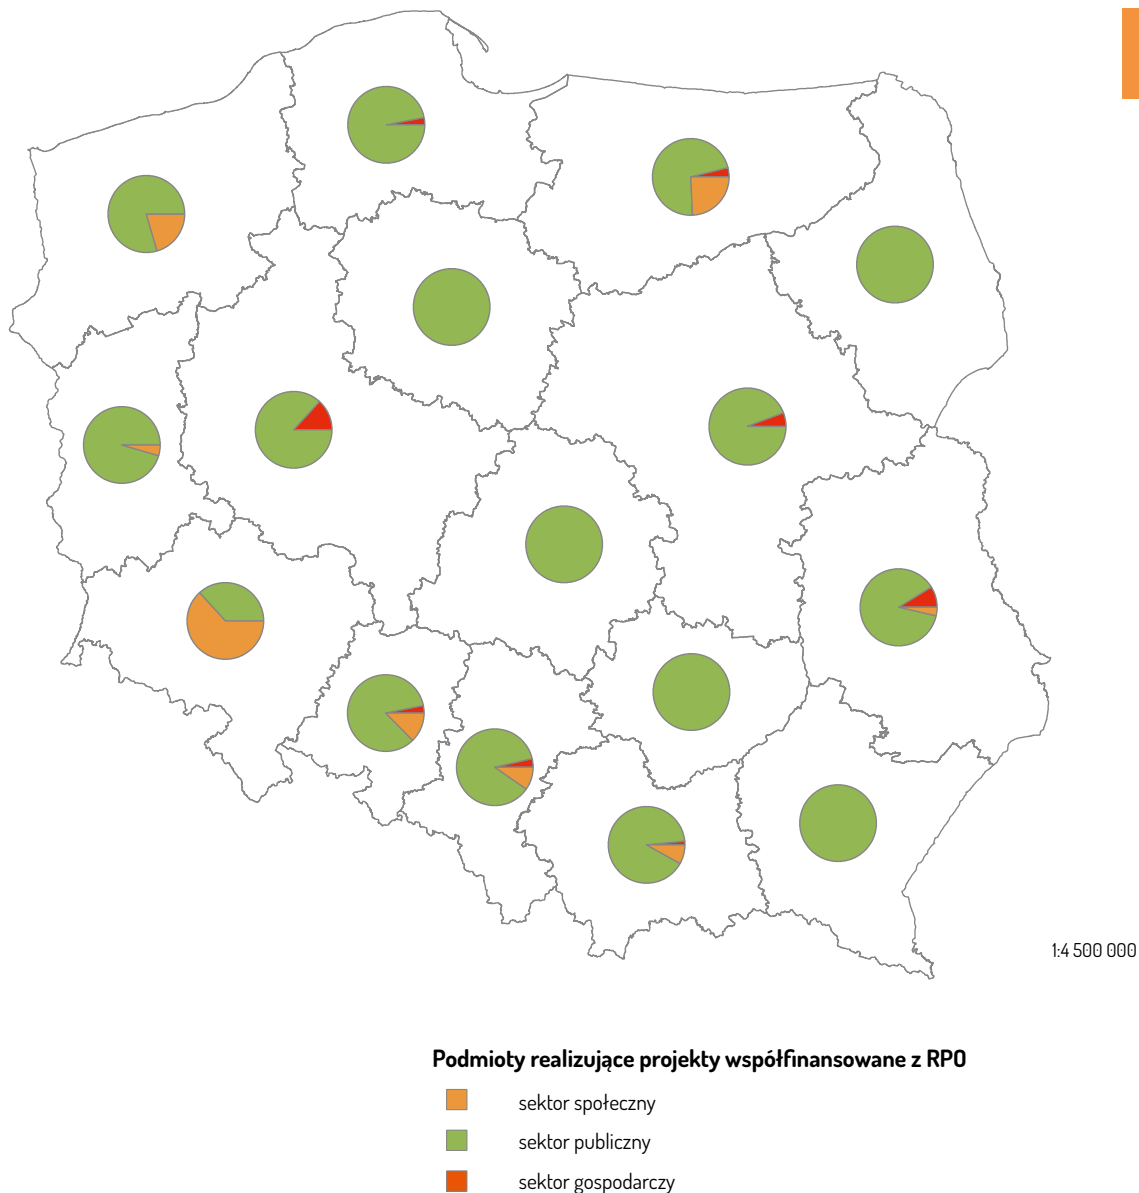 1:4 500 000
Podmioty realizujące projekty współfinansowane z RPO
sektor społeczny
sektor publiczny
sektor gospodarczy